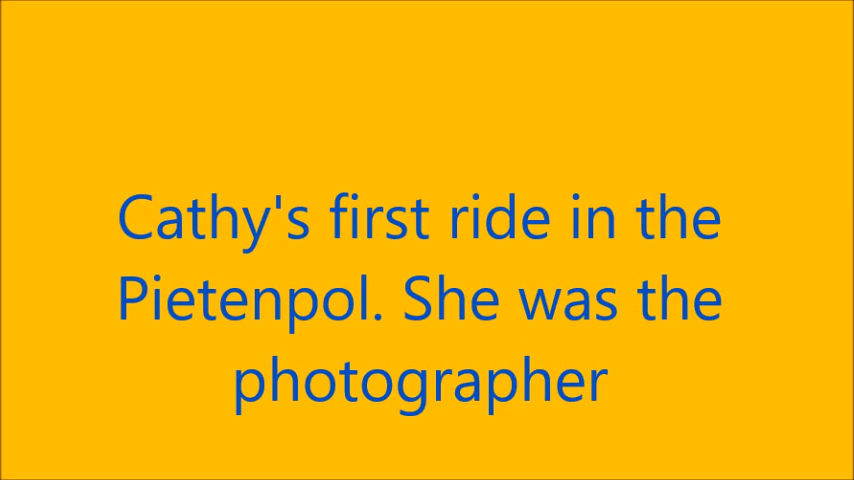 Cathy's first ride in the
Pietenpol. She was the
photographer